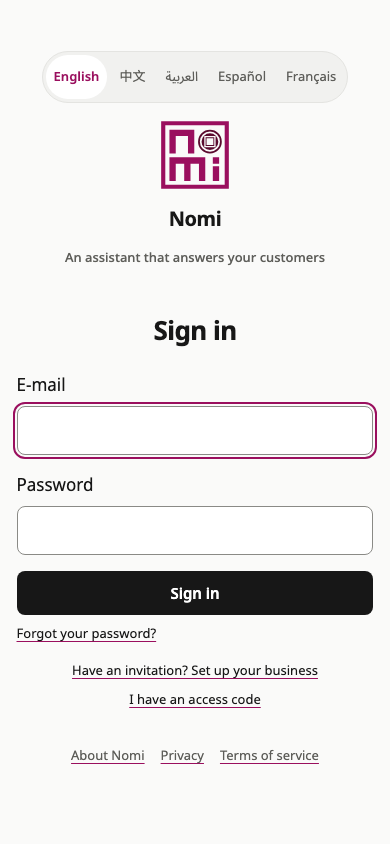 English 中文 العربية Español Français
nomi
Nomi
An assistant that answers your customers
Sign in
E-mail
Password
Sign in
Forgot your password?
Have an invitation? Set up your business
I have an access code
About Nomi Privacy Terms of service